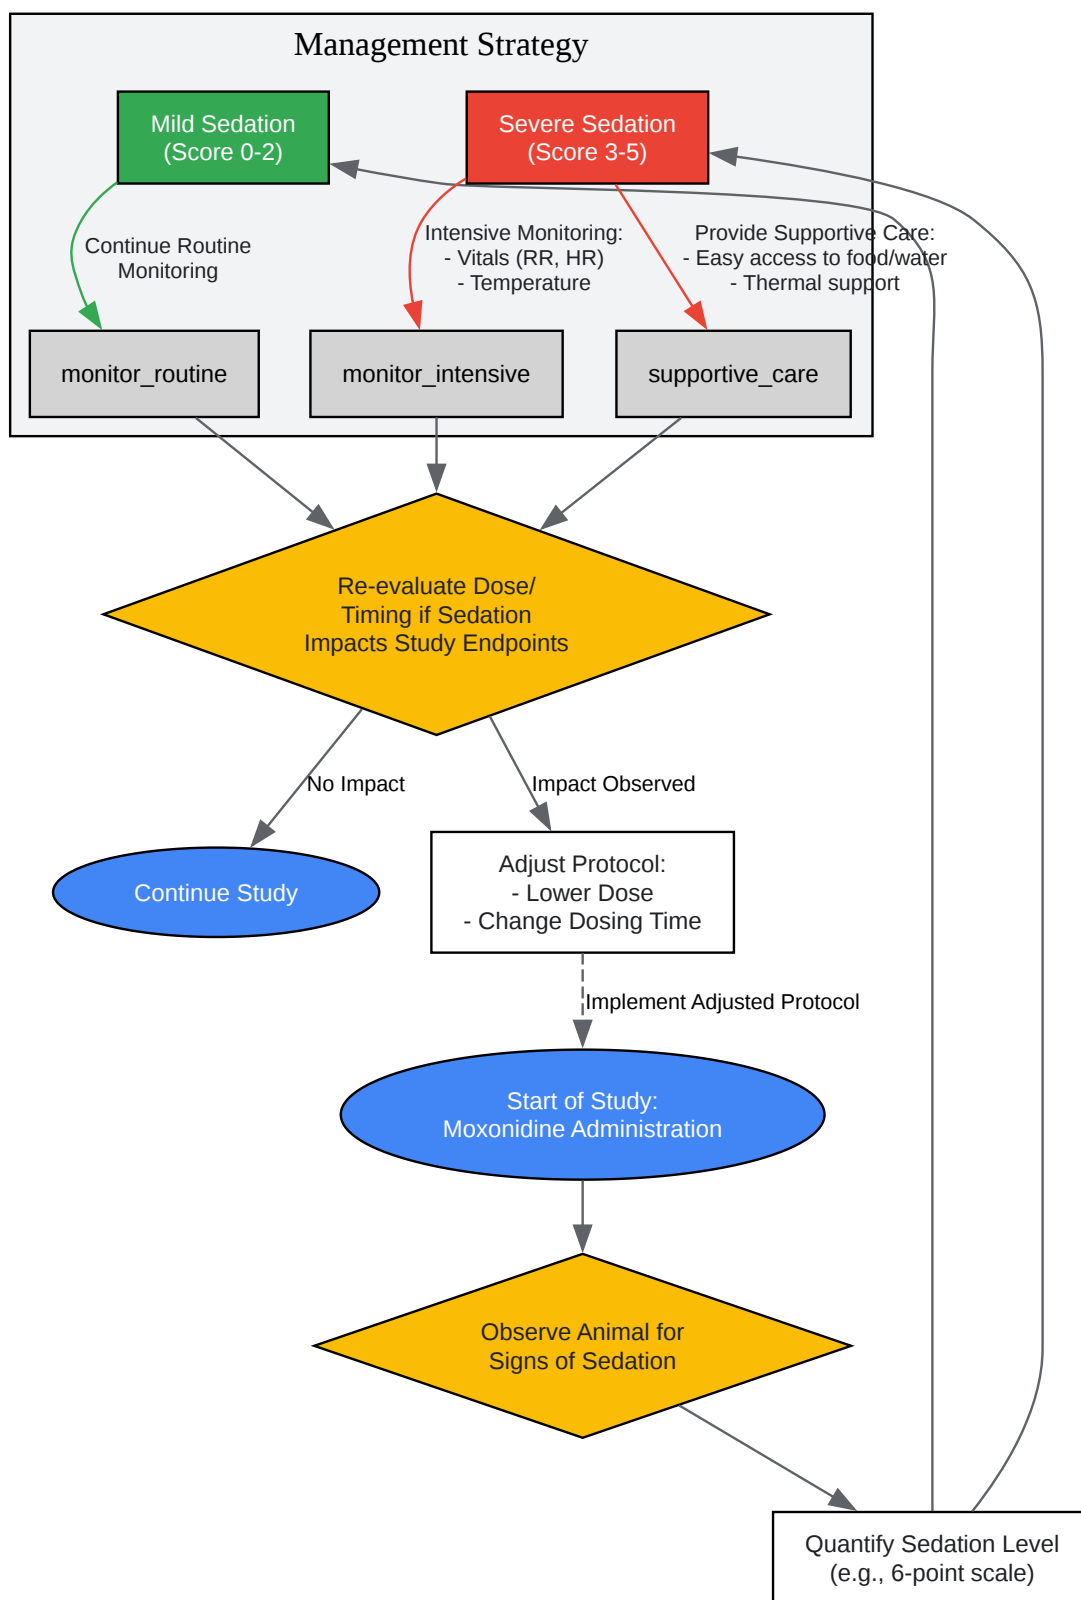 Management Strategy
Mild Sedation
(Score 0-2)
Severe Sedation
(Score 3-5)
Continue Routine
Monitoring
Intensive Monitoring:
- Vitals (RR, HR)
- Temperature
Provide Supportive Care:
- Easy access to food/water
- Thermal support
monitor_routine
monitor_intensive
supportive_care
Re-evaluate Dose/
Timing if Sedation
Impacts Study Endpoints
No Impact
Impact Observed
Continue Study
Adjust Protocol:
- Lower Dose
- Change Dosing Time
Implement Adjusted Protocol
Start of Study:
Moxonidine Administration
Observe Animal for
Signs of Sedation
Quantify Sedation Level
(e.g., 6-point scale)